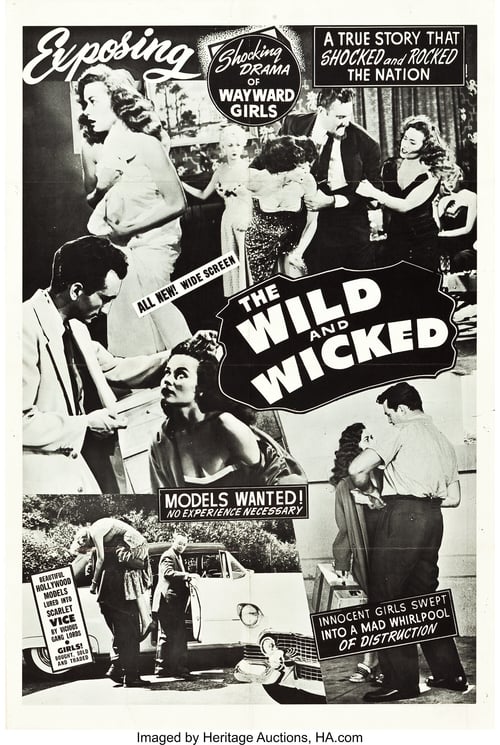 Exposing
Shocking
DRAMA
OF
WAYWARD
GIRLS
A TRUE STORY THAT
SHOCKED and ROCKED
THE NATION
ALL NEW! WIDE SCREEN
THE
WILD
AND
WICKED
MODELS WANTED!
NO EXPERIENCE NECESSARY
BEAUTIFUL
HOLLYWOOD
MODELS
LURED INTO
SCARLET
VICE
BY VICIOUS
GANG LORDS
GIRLS!
BOUGHT, SOLD
AND TRADED
INNOCENT GIRLS SWEPT
INTO A MAD WHIRLPOOL
OF DISTRUCTION
Imaged by Heritage Auctions, HA.com